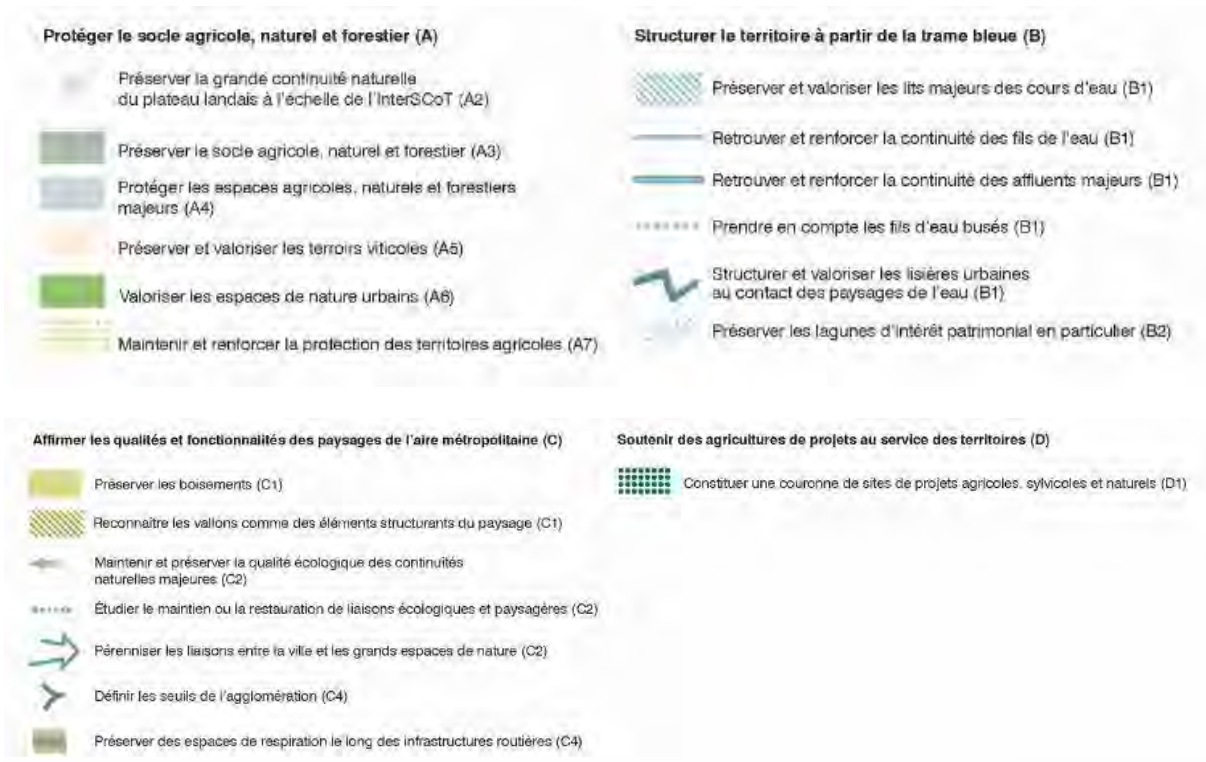 Protéger le socle agricole, naturel et forestier (A)
Préserver la grande continuité naturelle
du plateau landais à l'échelle de l'InterSCoT (A2)
Préserver le socle agricole, naturel et forestier (A3)
Protéger les espaces agricoles, naturels et forestiers
majeurs (A4)
Préserver et valoriser les terroirs viticoles (A5)
Valoriser les espaces de nature urbains (A6)
Maintenir et renforcer la protection des territoires agricoles (A7)
Structurer le territoire à partir de la trame bleue (B)
Préserver et valoriser les lits majeurs des cours d'eau (B1)
Retrouver et renforcer la continuité des fils de l'eau (B1)
Retrouver et renforcer la continuité des affluents majeurs (B1)
Prendre en compte les fils d'eau busés (B1)
Structurer et valoriser les lisières urbaines
au contact des paysages de l'eau (B1)
Préserver les lagunes d'intérêt patrimonial en particulier (B2)
Affirmer les qualités et fonctionnalités des paysages de l'aire métropolitaine (C)
Préserver les boisements (C1)
Reconnaître les vallons comme des éléments structurants du paysage (C1)
Maintenir et préserver la qualité écologique des continuités
naturelles majeures (C2)
Étudier le maintien ou la restauration de liaisons écologiques et paysagères (C2)
Pérenniser les liaisons entre la ville et les grands espaces de nature (C2)
Définir les seuils de l'agglomération (C4)
Préserver des espaces de respiration le long des infrastructures routières (C4)
Soutenir des agricultures de projets au service des territoires (D)
Constituer une couronne de sites de projets agricoles, sylvicoles et naturels (D1)